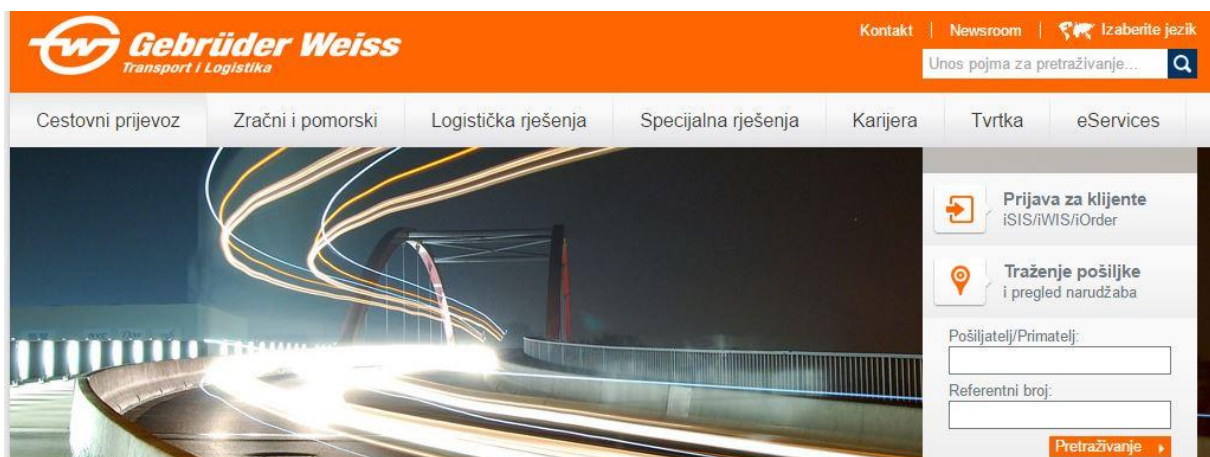 Kontakt | Newsroom | Izaberite jezik
Gebrüder Weiss
Transport i Logistika
Unos pojma za pretraživanje...
Cestovni prijevoz Zračni i pomorski Logistička rješenja Specijalna rješenja Karijera Tvrtka eServices
Prijava za klijente
iSIS/iWIS/iOrder
Traženje pošiljke
i pregled narudžaba
Pošiljatelj/Primatelj:
Referentni broj:
Pretraživanje